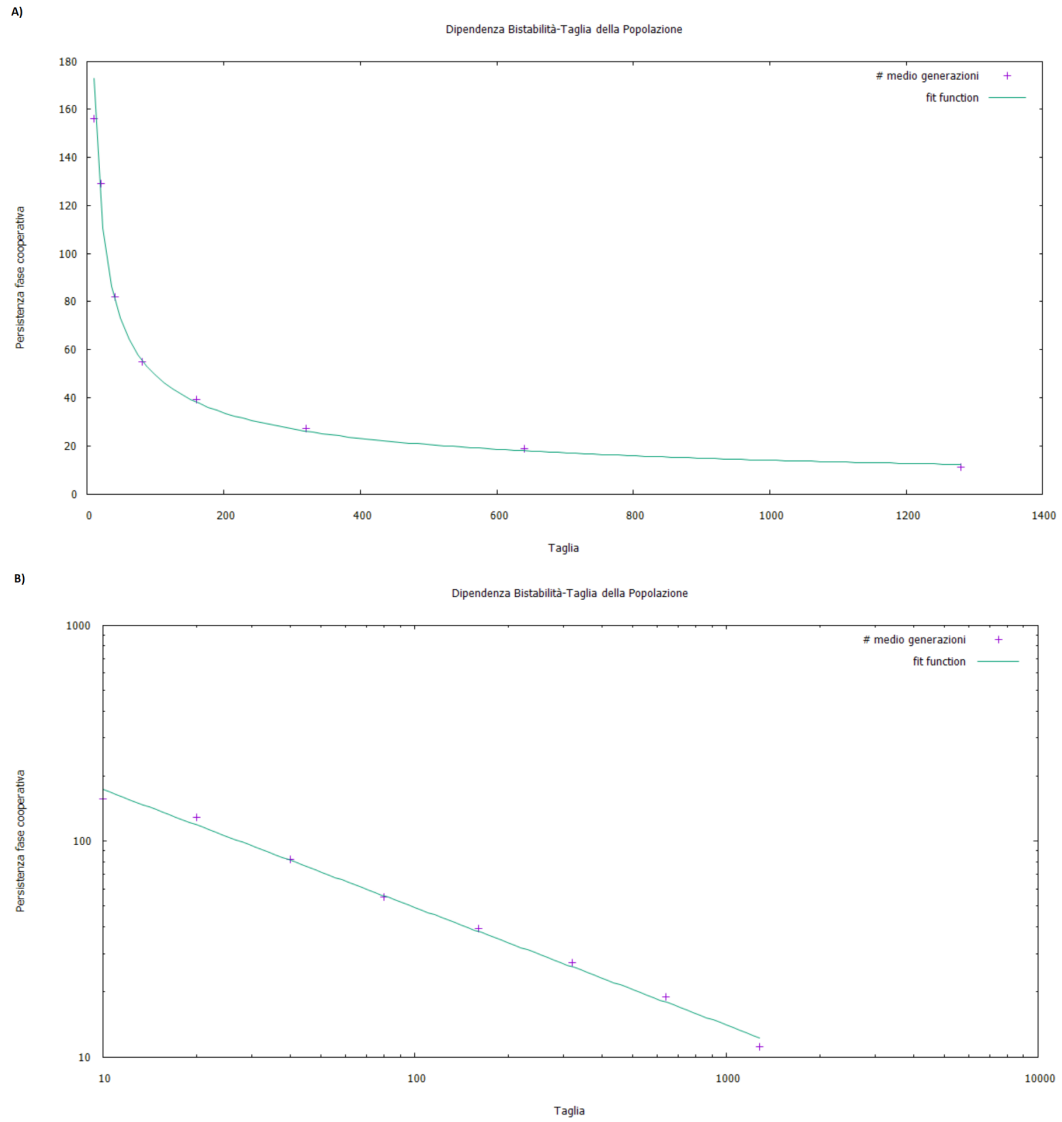 A)
Dipendenza Bistabilità-Taglia della Popolazione
180
160
140
120
100
80
60
40
20
0
Persistenza fase cooperativa
# medio generazioni
fit function
0 200 400 600 800 1000 1200 1400
Taglia
B)
Dipendenza Bistabilità-Taglia della Popolazione
1000
100
10
Persistenza fase cooperativa
# medio generazioni
fit function
10 100 1000 10000
Taglia